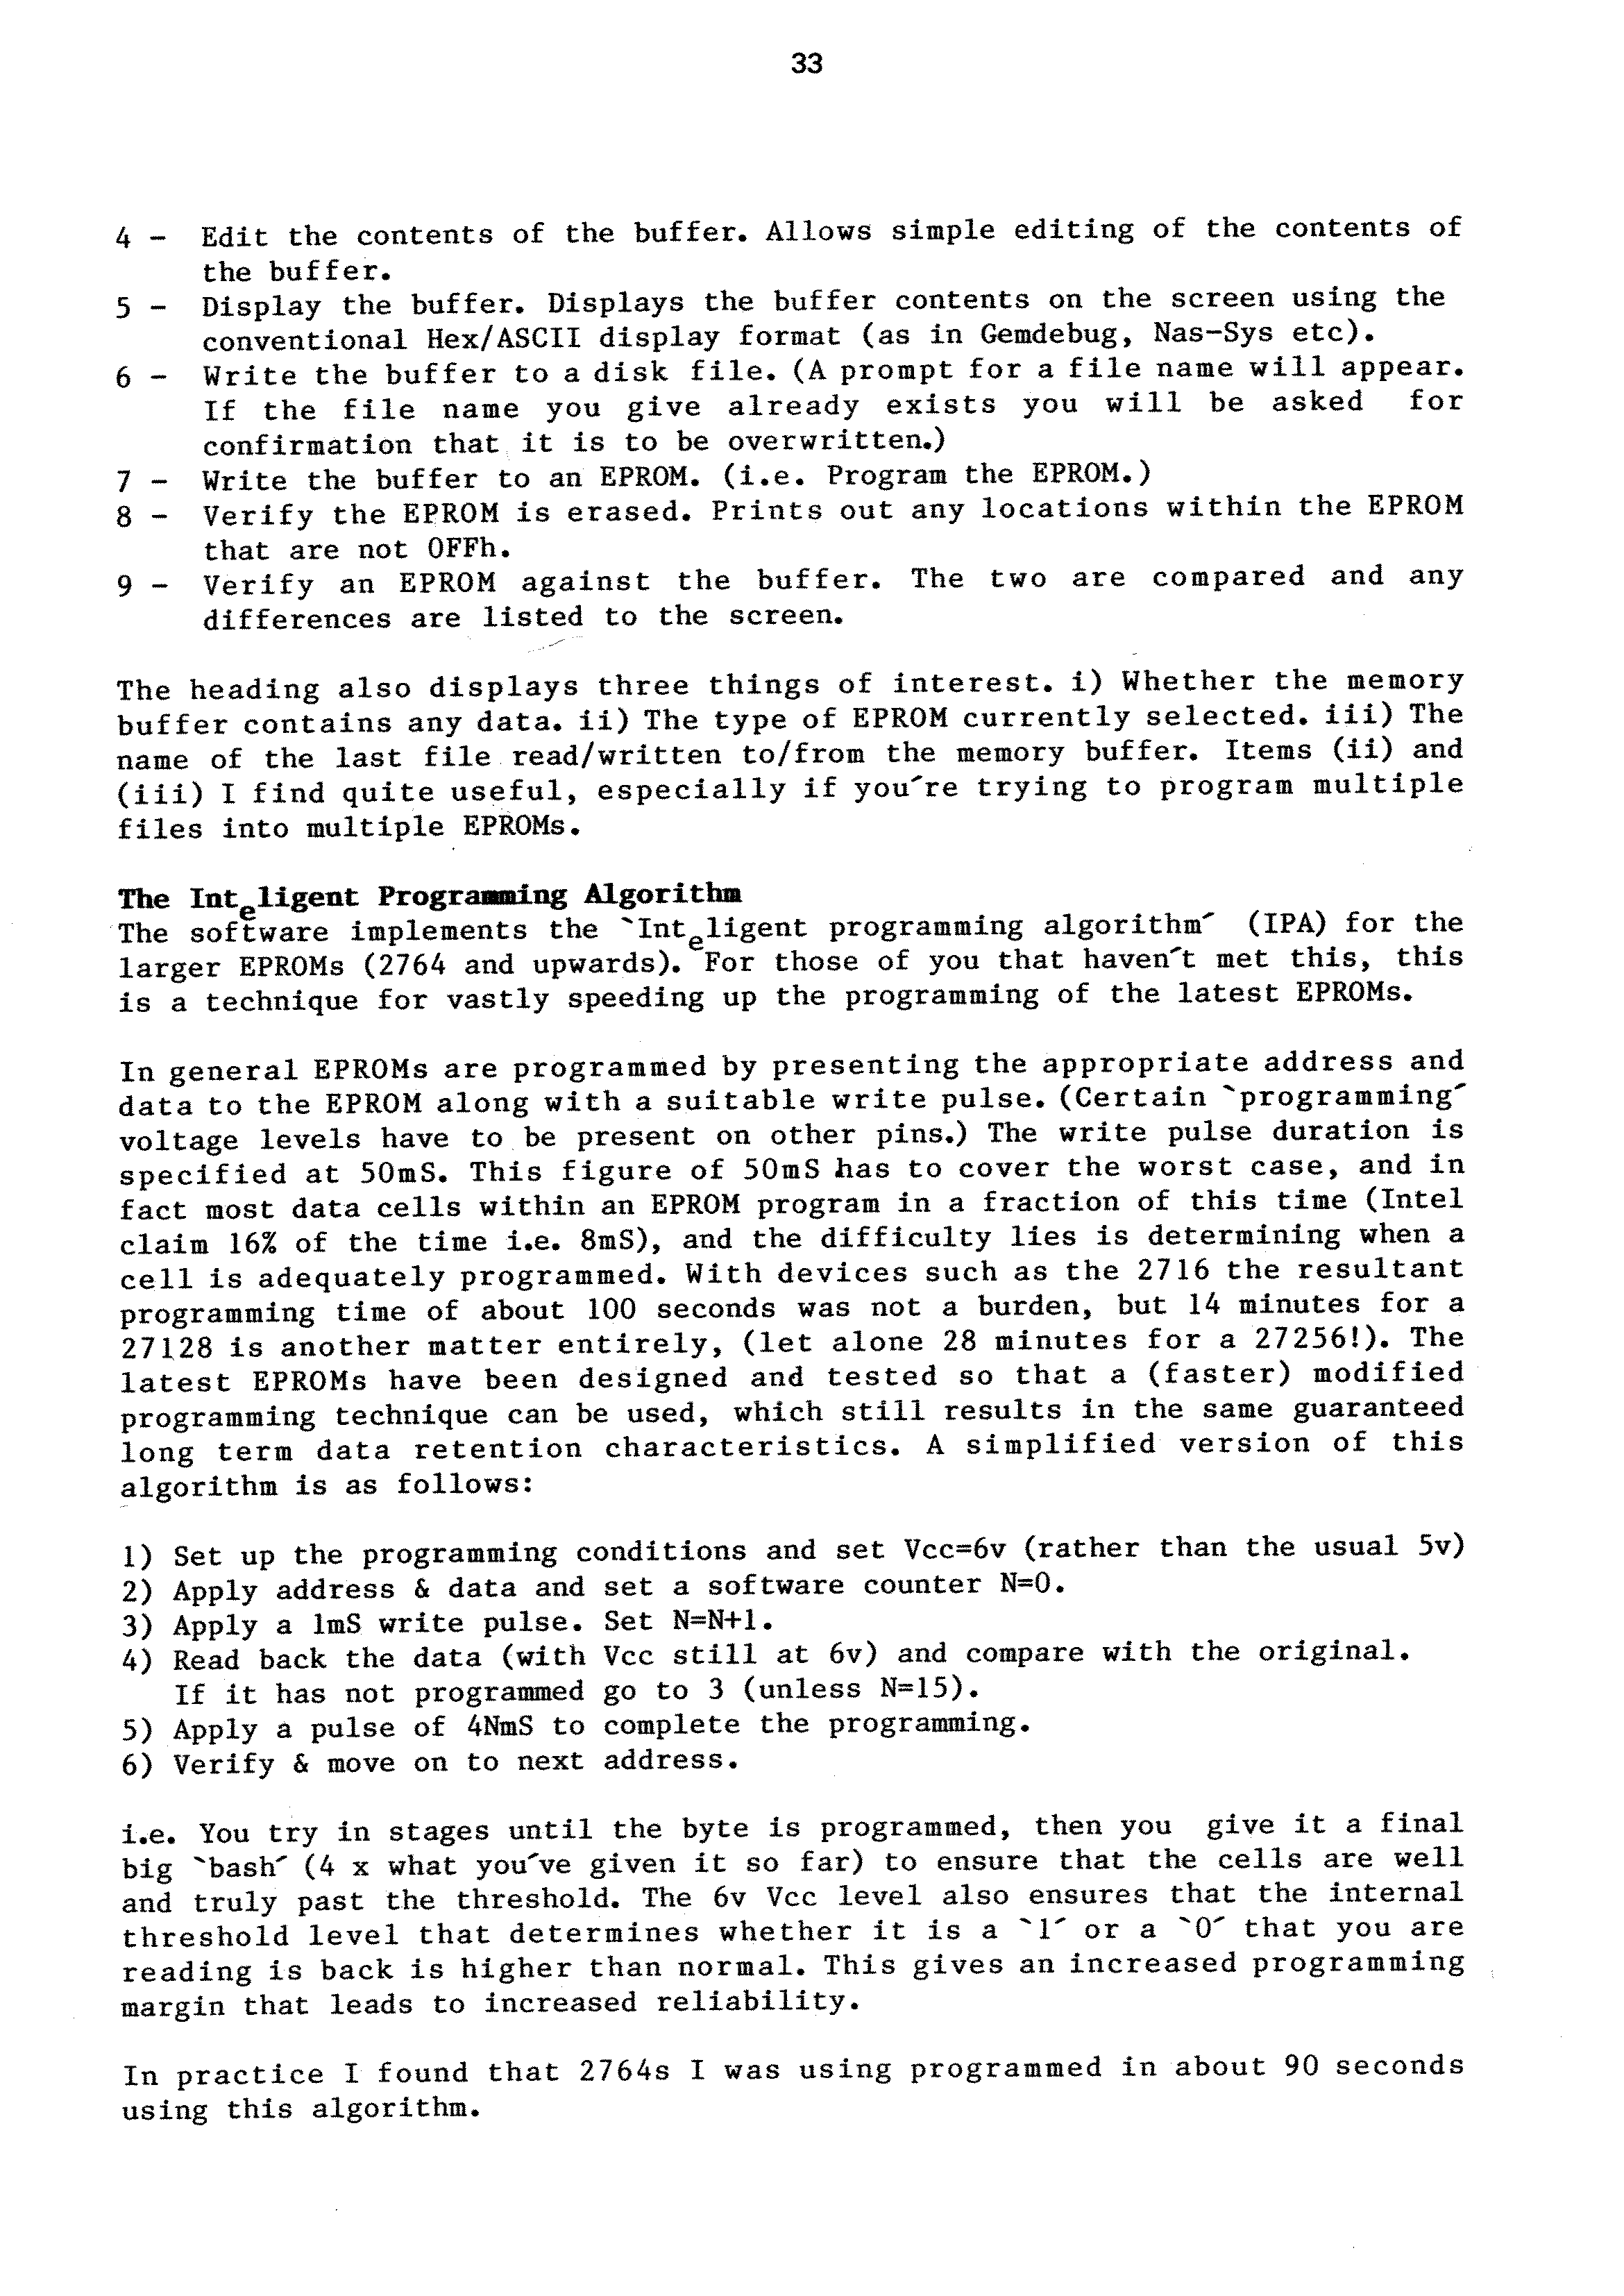 33
4 - Edit the contents of the buffer. Allows simple editing of the contents of
the buffer.
5 - Display the buffer. Displays the buffer contents on the screen using the
conventional Hex/ASCII display format (as in Gemdebug, Nas-Sys etc).
6 - Write the buffer to a disk file. (A prompt for a file name will appear.
If the file name you give already exists you will be asked for
confirmation that it is to be overwritten.)
7 - Write the buffer to an EPROM. (i.e. Program the EPROM.)
8 - Verify the EPROM is erased. Prints out any locations within the EPROM
that are not 0FFh.
9 - Verify an EPROM against the buffer. The two are compared and any
differences are listed to the screen.
The heading also displays three things of interest. i) Whether the memory
buffer contains any data. ii) The type of EPROM currently selected. iii) The
name of the last file read/written to/from the memory buffer. Items (ii) and
(iii) I find quite useful, especially if you're trying to program multiple
files into multiple EPROMs.
The Inteligent Programming Algorithm
The software implements the `Inteligent programming algorithm' (IPA) for the
larger EPROMs (2764 and upwards). For those of you that haven't met this, this
is a technique for vastly speeding up the programming of the latest EPROMs.
In general EPROMs are programmed by presenting the appropriate address and
data to the EPROM along with a suitable write pulse. (Certain `programming'
voltage levels have to be present on other pins.) The write pulse duration is
specified at 50mS. This figure of 50mS has to cover the worst case, and in
fact most data cells within an EPROM program in a fraction of this time (Intel
claim 16% of the time i.e. 8mS), and the difficulty lies is determining when a
cell is adequately programmed. With devices such as the 2716 the resultant
programming time of about 100 seconds was not a burden, but 14 minutes for a
27128 is another matter entirely, (let alone 28 minutes for a 27256!). The
latest EPROMs have been designed and tested so that a (faster) modified
programming technique can be used, which still results in the same guaranteed
long term data retention characteristics. A simplified version of this
algorithm is as follows:
1) Set up the programming conditions and set Vcc=6v (rather than the usual 5v)
2) Apply address & data and set a software counter N=0.
3) Apply a 1mS write pulse. Set N=N+1.
4) Read back the data (with Vcc still at 6v) and compare with the original.
If it has not programmed go to 3 (unless N=15).
5) Apply a pulse of 4NmS to complete the programming.
6) Verify & move on to next address.
i.e. You try in stages until the byte is programmed, then you give it a final
big `bash' (4 x what you've given it so far) to ensure that the cells are well
and truly past the threshold. The 6v Vcc level also ensures that the internal
threshold level that determines whether it is a `1' or a `0' that you are
reading is back is higher than normal. This gives an increased programming
margin that leads to increased reliability.
In practice I found that 2764s I was using programmed in about 90 seconds
using this algorithm.